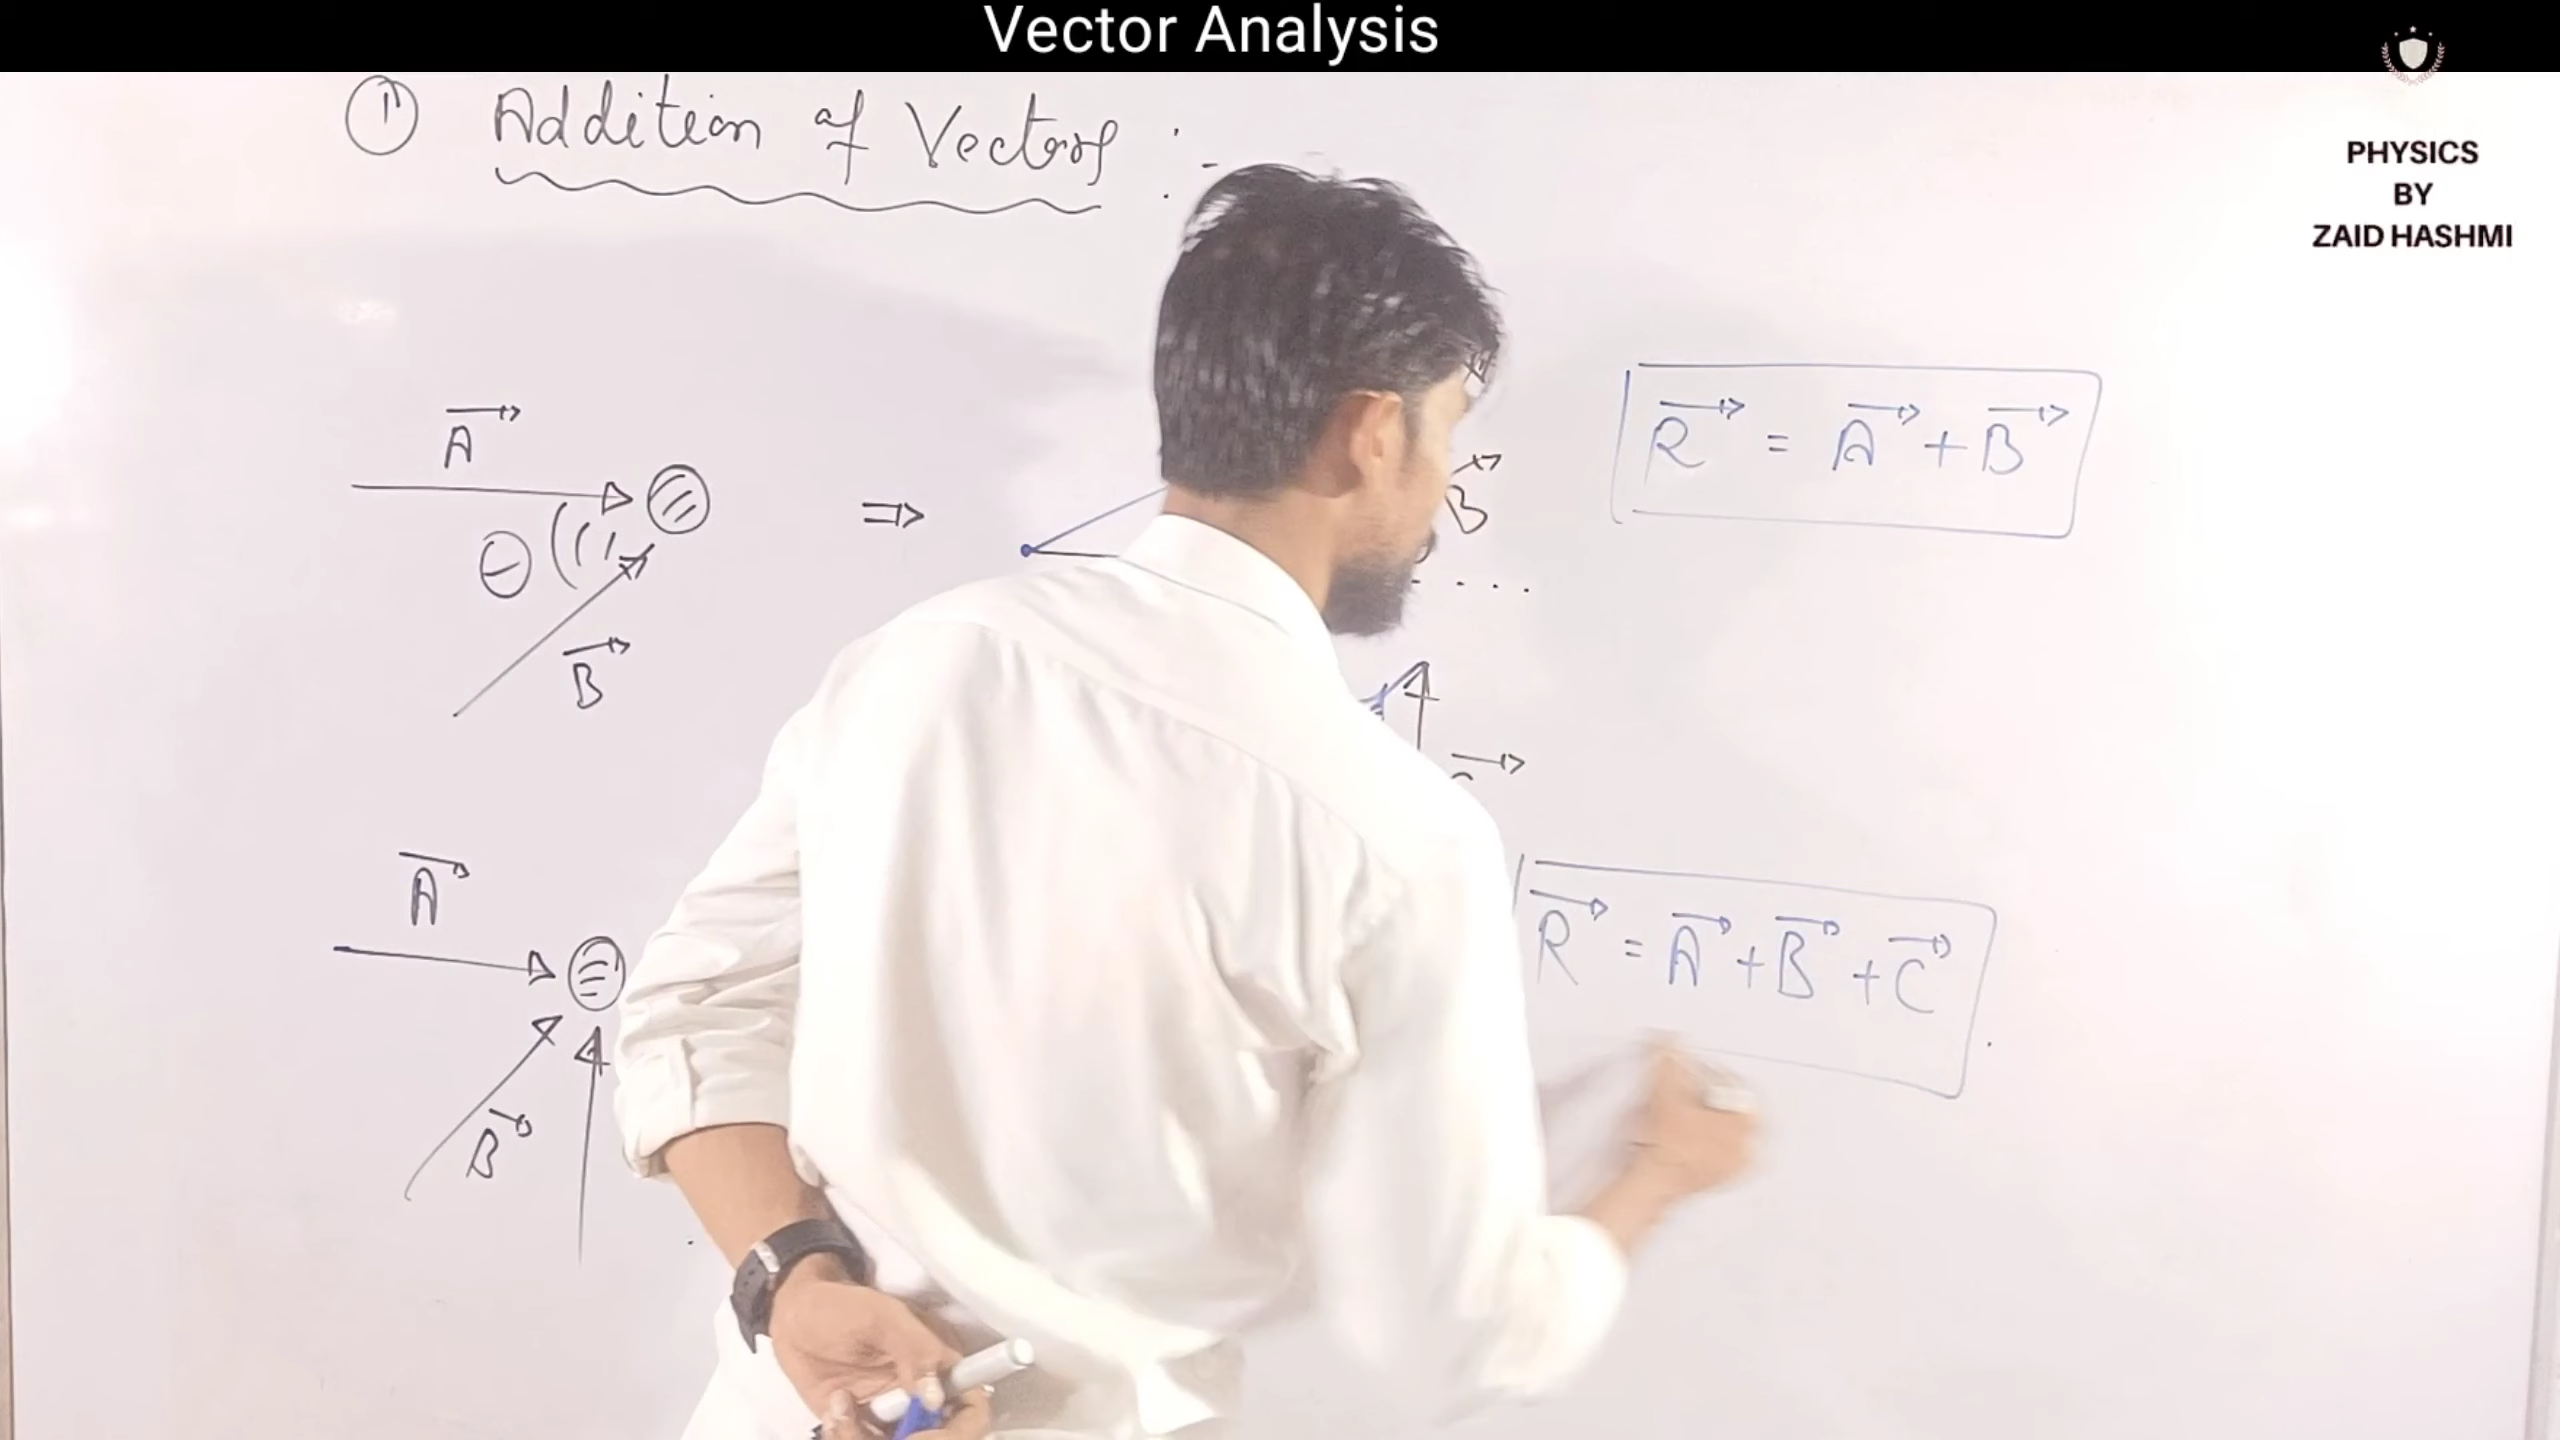 Vector Analysis
PHYSICS
BY
ZAID HASHMI
① Addition of Vectors :-
A⃗
θ
B⃗
⇒
B⃗
R⃗ = A⃗ + B⃗
A⃗
B⃗
R⃗ = A⃗ + B⃗ + C⃗